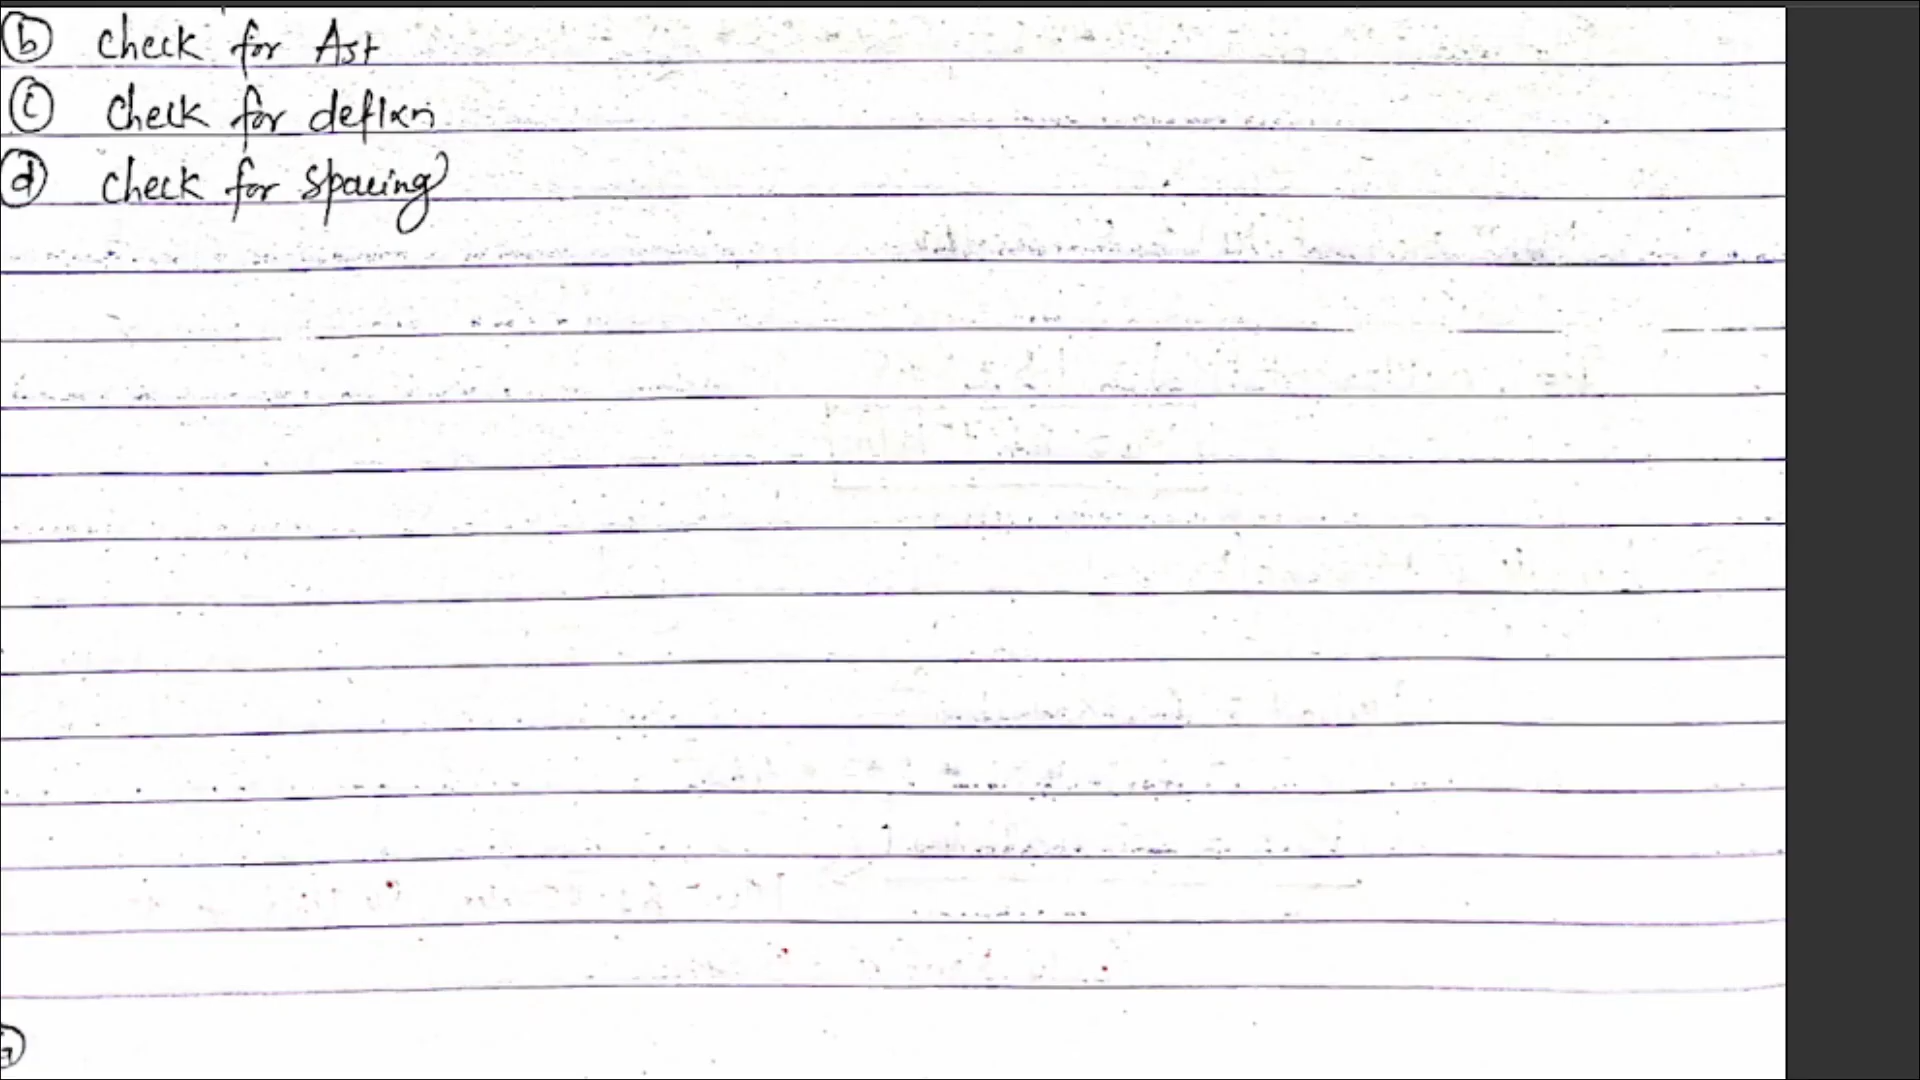 ⓑ check for Ast
ⓒ check for deflxn
ⓓ check for spacing